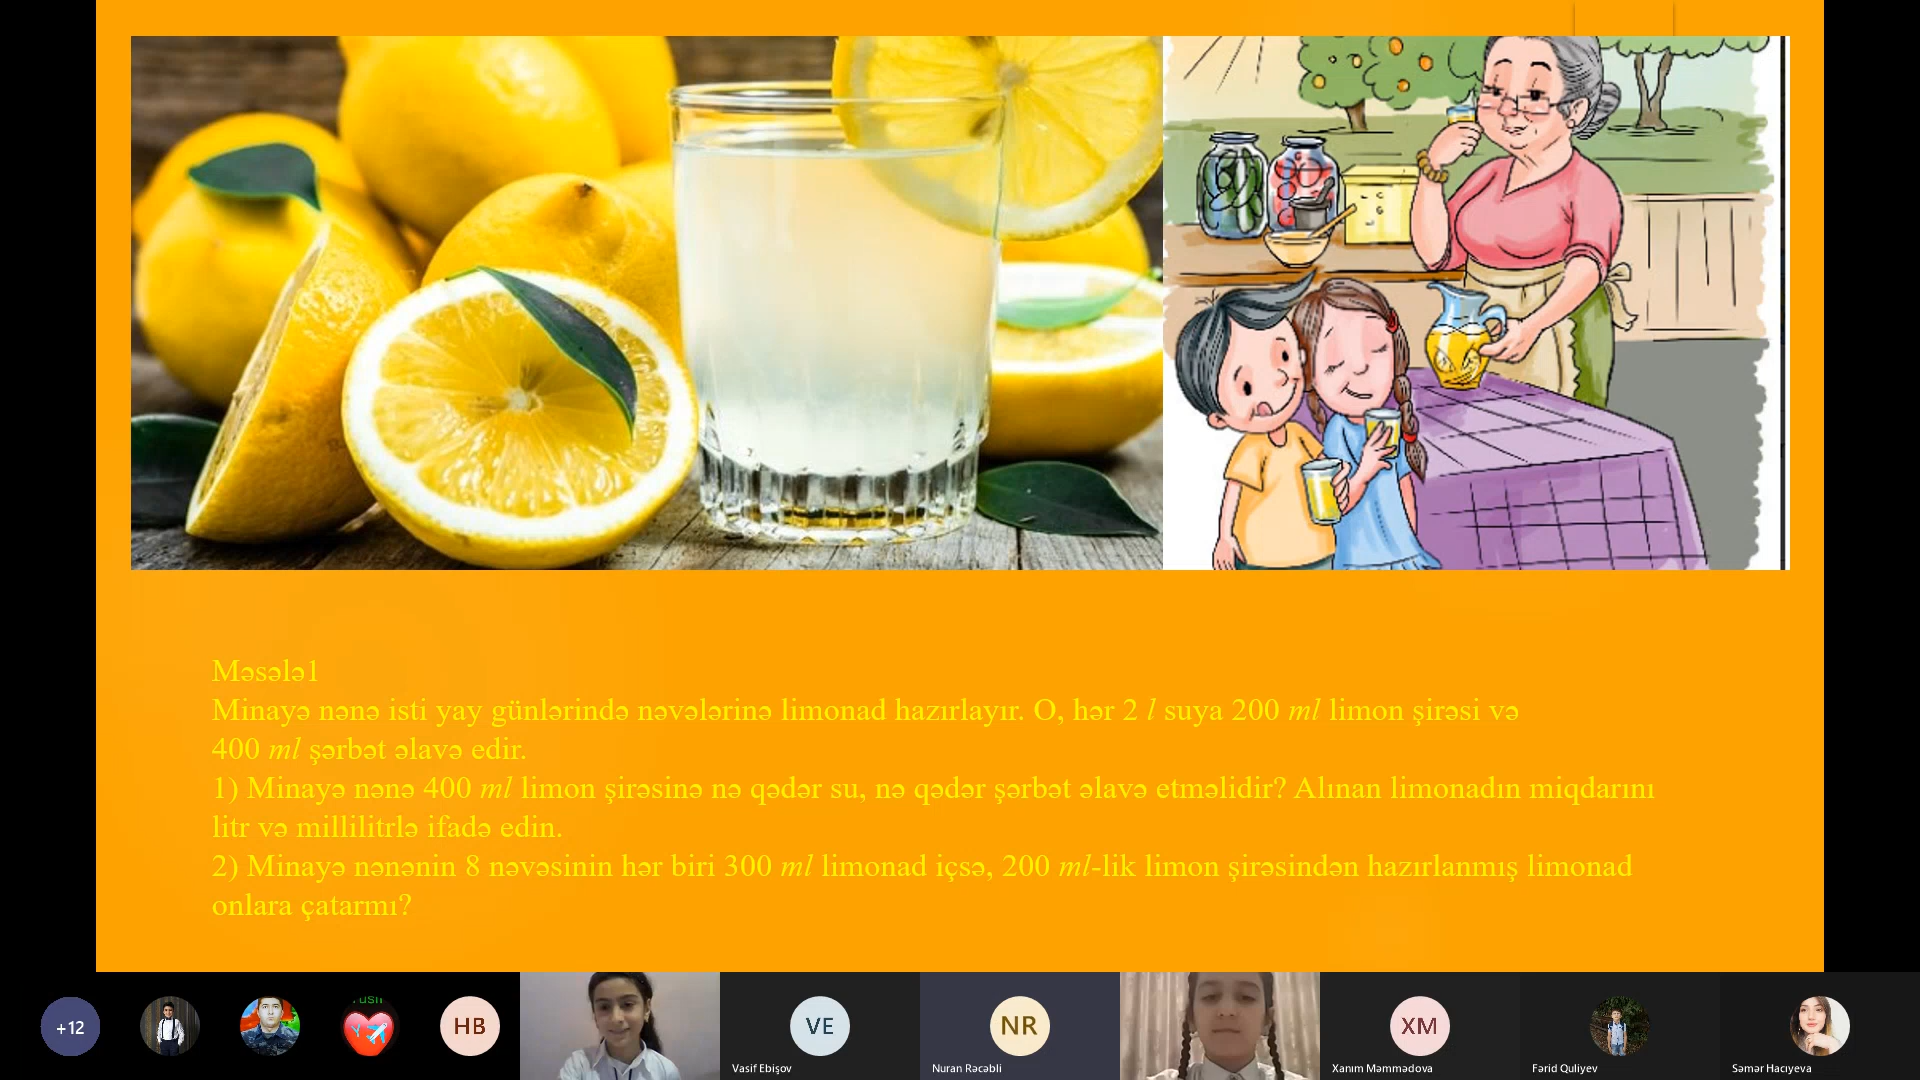 Məsələ1
Minayə nənə isti yay günlərində nəvələrinə limonad hazırlayır. O, hər 2 l suya 200 ml limon şirəsi və
400 ml şərbət əlavə edir.
1) Minayə nənə 400 ml limon şirəsinə nə qədər su, nə qədər şərbət əlavə etməlidir? Alınan limonadın miqdarını
litr və millilitrlə ifadə edin.
2) Minayə nənənin 8 nəvəsinin hər biri 300 ml limonad içsə, 200 ml-lik limon şirəsindən hazırlanmış limonad
onlara çatarmı?
+12
HB
VE
NR
XM
Vasif Ebişov
Nuran Rəcəbli
Xanım Məmmədova
Fərid Quliyev
Səmər Hacıyeva